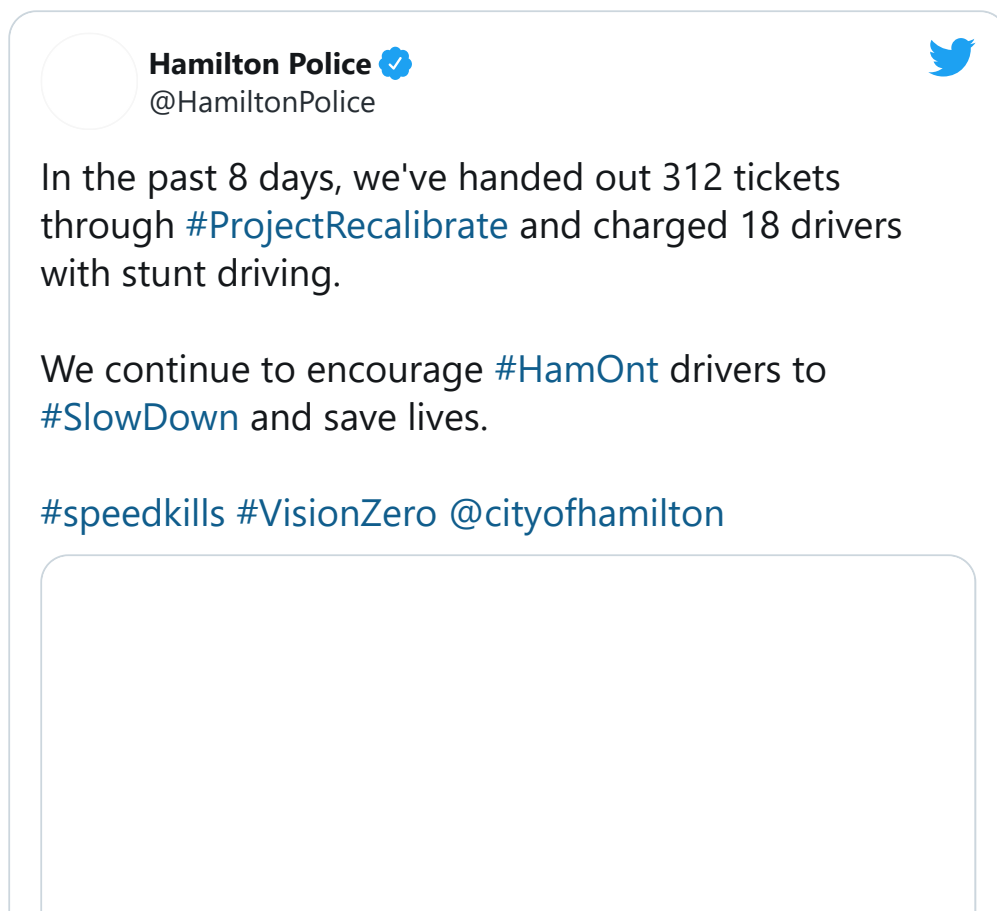 Hamilton Police
@HamiltonPolice
In the past 8 days, we've handed out 312 tickets
through #ProjectRecalibrate and charged 18 drivers
with stunt driving.
We continue to encourage #HamOnt drivers to
#SlowDown and save lives.
#speedkills #VisionZero @cityofhamilton